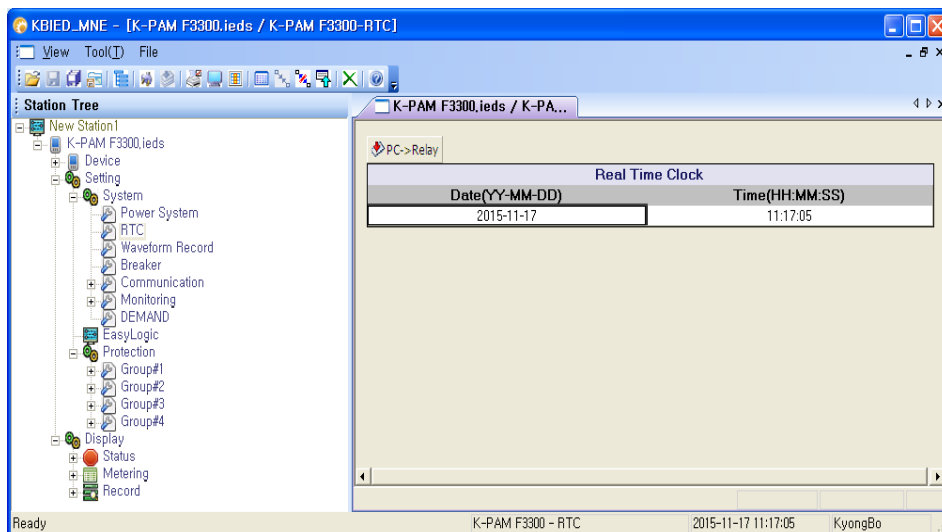 KBIED_MNE - [K-PAM F3300.ieds / K-PAM F3300-RTC]
View Tool(T) File
Station Tree
K-PAM F3300.ieds / K-PA...
New Station1
K-PAM F3300.ieds
Device
Setting
System
Power System
RTC
Waveform Record
Breaker
Communication
Monitoring
DEMAND
EasyLogic
Protection
Group#1
Group#2
Group#3
Group#4
Display
Status
Metering
Record
PC->Relay
Real Time Clock
Date(YY-MM-DD) Time(HH:MM:SS)
2015-11-17 11:17:05
Ready K-PAM F3300 - RTC 2015-11-17 11:17:05 KyongBo